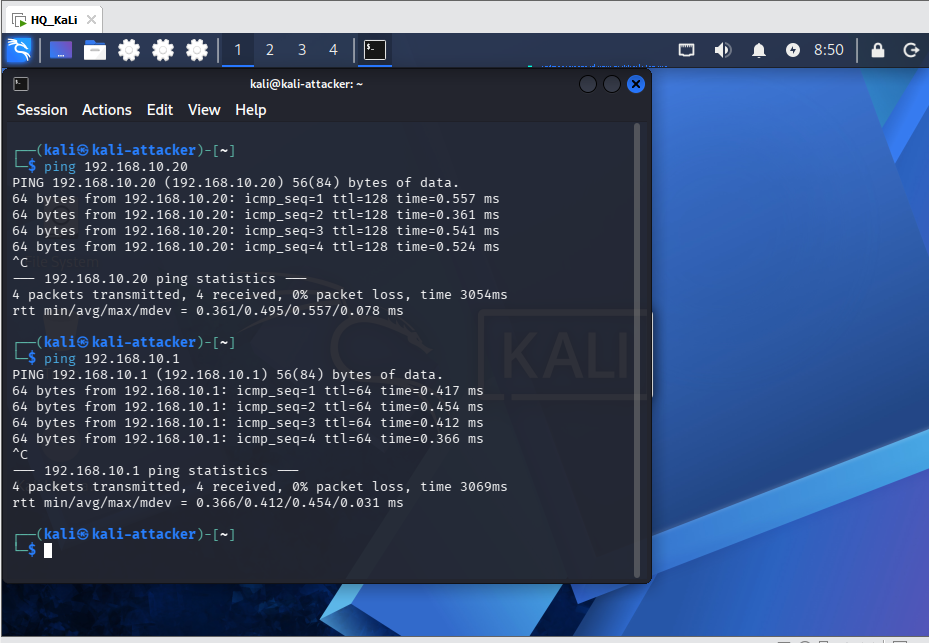 HQ_KaLi
1 2 3 4 8:50
kali@kali-attacker: ~
Session Actions Edit View Help
┌──(kali㉿kali-attacker)-[~]
└─$ ping 192.168.10.20
PING 192.168.10.20 (192.168.10.20) 56(84) bytes of data.
64 bytes from 192.168.10.20: icmp_seq=1 ttl=128 time=0.557 ms
64 bytes from 192.168.10.20: icmp_seq=2 ttl=128 time=0.361 ms
64 bytes from 192.168.10.20: icmp_seq=3 ttl=128 time=0.541 ms
64 bytes from 192.168.10.20: icmp_seq=4 ttl=128 time=0.524 ms
^C
--- 192.168.10.20 ping statistics ---
4 packets transmitted, 4 received, 0% packet loss, time 3054ms
rtt min/avg/max/mdev = 0.361/0.495/0.557/0.078 ms
┌──(kali㉿kali-attacker)-[~]
└─$ ping 192.168.10.1
PING 192.168.10.1 (192.168.10.1) 56(84) bytes of data.
64 bytes from 192.168.10.1: icmp_seq=1 ttl=64 time=0.417 ms
64 bytes from 192.168.10.1: icmp_seq=2 ttl=64 time=0.454 ms
64 bytes from 192.168.10.1: icmp_seq=3 ttl=64 time=0.412 ms
64 bytes from 192.168.10.1: icmp_seq=4 ttl=64 time=0.366 ms
^C
--- 192.168.10.1 ping statistics ---
4 packets transmitted, 4 received, 0% packet loss, time 3069ms
rtt min/avg/max/mdev = 0.366/0.412/0.454/0.031 ms
┌──(kali㉿kali-attacker)-[~]
└─$
KALI